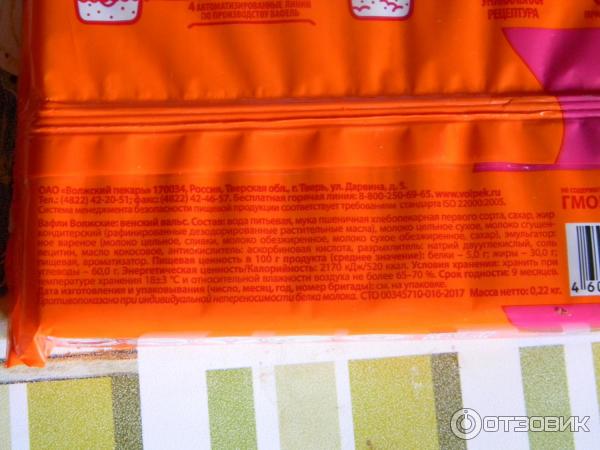 4 АВТОМАТИЗИРОВАННЫЕ ЛИНИИ
ПО ПРОИЗВОДСТВУ ВАФЕЛЬ
РЕЦЕПТУРА
ОАО «Волжский пекарь» 170034, Россия, Тверская обл., г. Тверь, ул. Дарвина, д. 5.
Тел.: (4822) 42-20-51; факс: (4822) 42-46-57. Бесплатная горячая линия: 8-800-250-69-65. www.volpek.ru
Система менеджмента безопасности пищевой продукции соответствует требованиям стандарта ISO 22000:2005.
Вафли Волжские: венский вальс. Состав: вода питьевая, мука пшеничная хлебопекарная первого сорта, сахар, жир
кондитерский (рафинированные дезодорированные растительные масла), молоко цельное сухое, молоко сгущен-
ное вареное (молоко цельное, сливки, молоко обезжиренное, молоко сухое обезжиренное, сахар), эмульгатор:
лецитин, масло кокосовое, антиокислитель: аскорбиновая кислота, разрыхлитель: натрий двууглекислый, соль
пищевая, ароматизатор. Пищевая ценность в 100 г продукта (среднее значение): белки – 5,0 г; жиры – 30,0 г;
углеводы – 60,0 г; Энергетическая ценность/Калорийность: 2170 кДж/520 ккал. Условия хранения: хранить при
температуре хранения 18±3 °С и относительной влажности воздуха не более 65–70 %. Срок годности: 9 месяцев.
Дата изготовления и упаковывания (число, месяц, год, номер бригады): см. на упаковке.
Противопоказано при индивидуальной непереносимости белка молока. СТО 00345710-016-2017 Масса нетто: 0,22 кг.
НЕ СОДЕРЖИТ
ГМО
460
ОТЗОВИК